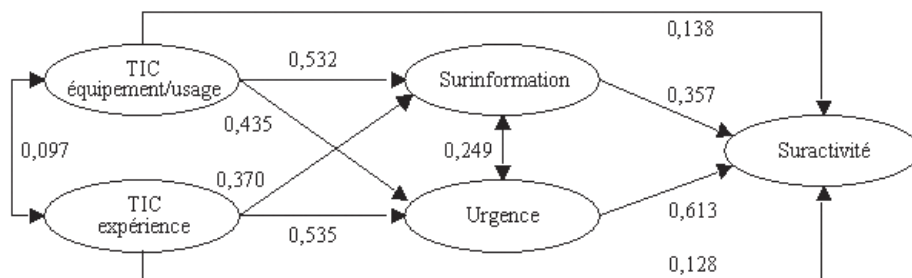 0,138
TIC
équipement/usage
0,532
Surinformation
0,357
0,435
0,097
0,249
Suractivité
0,370
TIC
expérience
0,535
Urgence
0,613
0,128